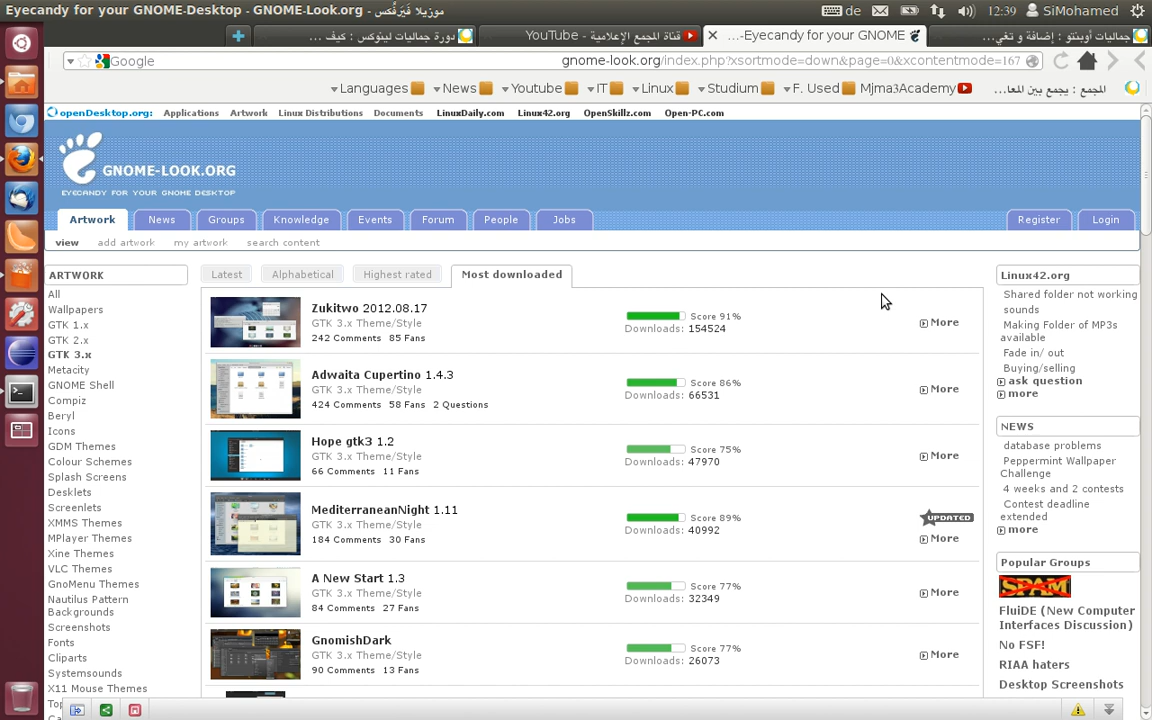 Eyecandy for your GNOME-Desktop - GNOME-Look.org - موزيلا فَيَرفُكس
de 12:39 SiMohamed
دورة جماليات لينوكس : كيف ...
قناة المجمع الإعلامية - YouTube
Eyecandy for your GNOME-...
جماليات أوبنتو : إضافة و تغي...
Google
gnome-look.org/index.php?xsortmode=down&page=0&xcontentmode=167
Languages News Youtube IT Linux Studium F. Used Mjma3Academy المجمع : يجمع بين المعا...
openDesktop.org: Applications Artwork Linux Distributions Documents LinuxDaily.com Linux42.org OpenSkillz.com Open-PC.com
GNOME-LOOK.ORG
EYECANDY FOR YOUR GNOME DESKTOP
Artwork News Groups Knowledge Events Forum People Jobs Register Login
view add artwork my artwork search content
ARTWORK
All
Wallpapers
GTK 1.x
GTK 2.x
GTK 3.x
Metacity
GNOME Shell
Compiz
Beryl
Icons
GDM Themes
Colour Schemes
Splash Screens
Desklets
Screenlets
XMMS Themes
MPlayer Themes
Xine Themes
VLC Themes
GnoMenu Themes
Nautilus Pattern
Backgrounds
Screenshots
Fonts
Cliparts
Systemsounds
X11 Mouse Themes
Latest Alphabetical Highest rated Most downloaded
Zukitwo 2012.08.17
GTK 3.x Theme/Style
242 Comments 85 Fans
Score 91%
Downloads: 154524
More
Adwaita Cupertino 1.4.3
GTK 3.x Theme/Style
424 Comments 58 Fans 2 Questions
Score 86%
Downloads: 66531
More
Hope gtk3 1.2
GTK 3.x Theme/Style
66 Comments 11 Fans
Score 75%
Downloads: 47970
More
MediterraneanNight 1.11
GTK 3.x Theme/Style
184 Comments 30 Fans
Score 89%
Downloads: 40992
UPDATED
More
A New Start 1.3
GTK 3.x Theme/Style
84 Comments 27 Fans
Score 77%
Downloads: 32349
More
GnomishDark
GTK 3.x Theme/Style
90 Comments 13 Fans
Score 77%
Downloads: 26073
More
Linux42.org
Shared folder not working
sounds
Making Folder of MP3s
available
Fade in/ out
Buying/selling
ask question
more
NEWS
database problems
Peppermint Wallpaper
Challenge
4 weeks and 2 contests
Contest deadline
extended
more
Popular Groups
SPAM
FluiDE (New Computer
Interfaces Discussion)
No FSF!
RIAA haters
Desktop Screenshots